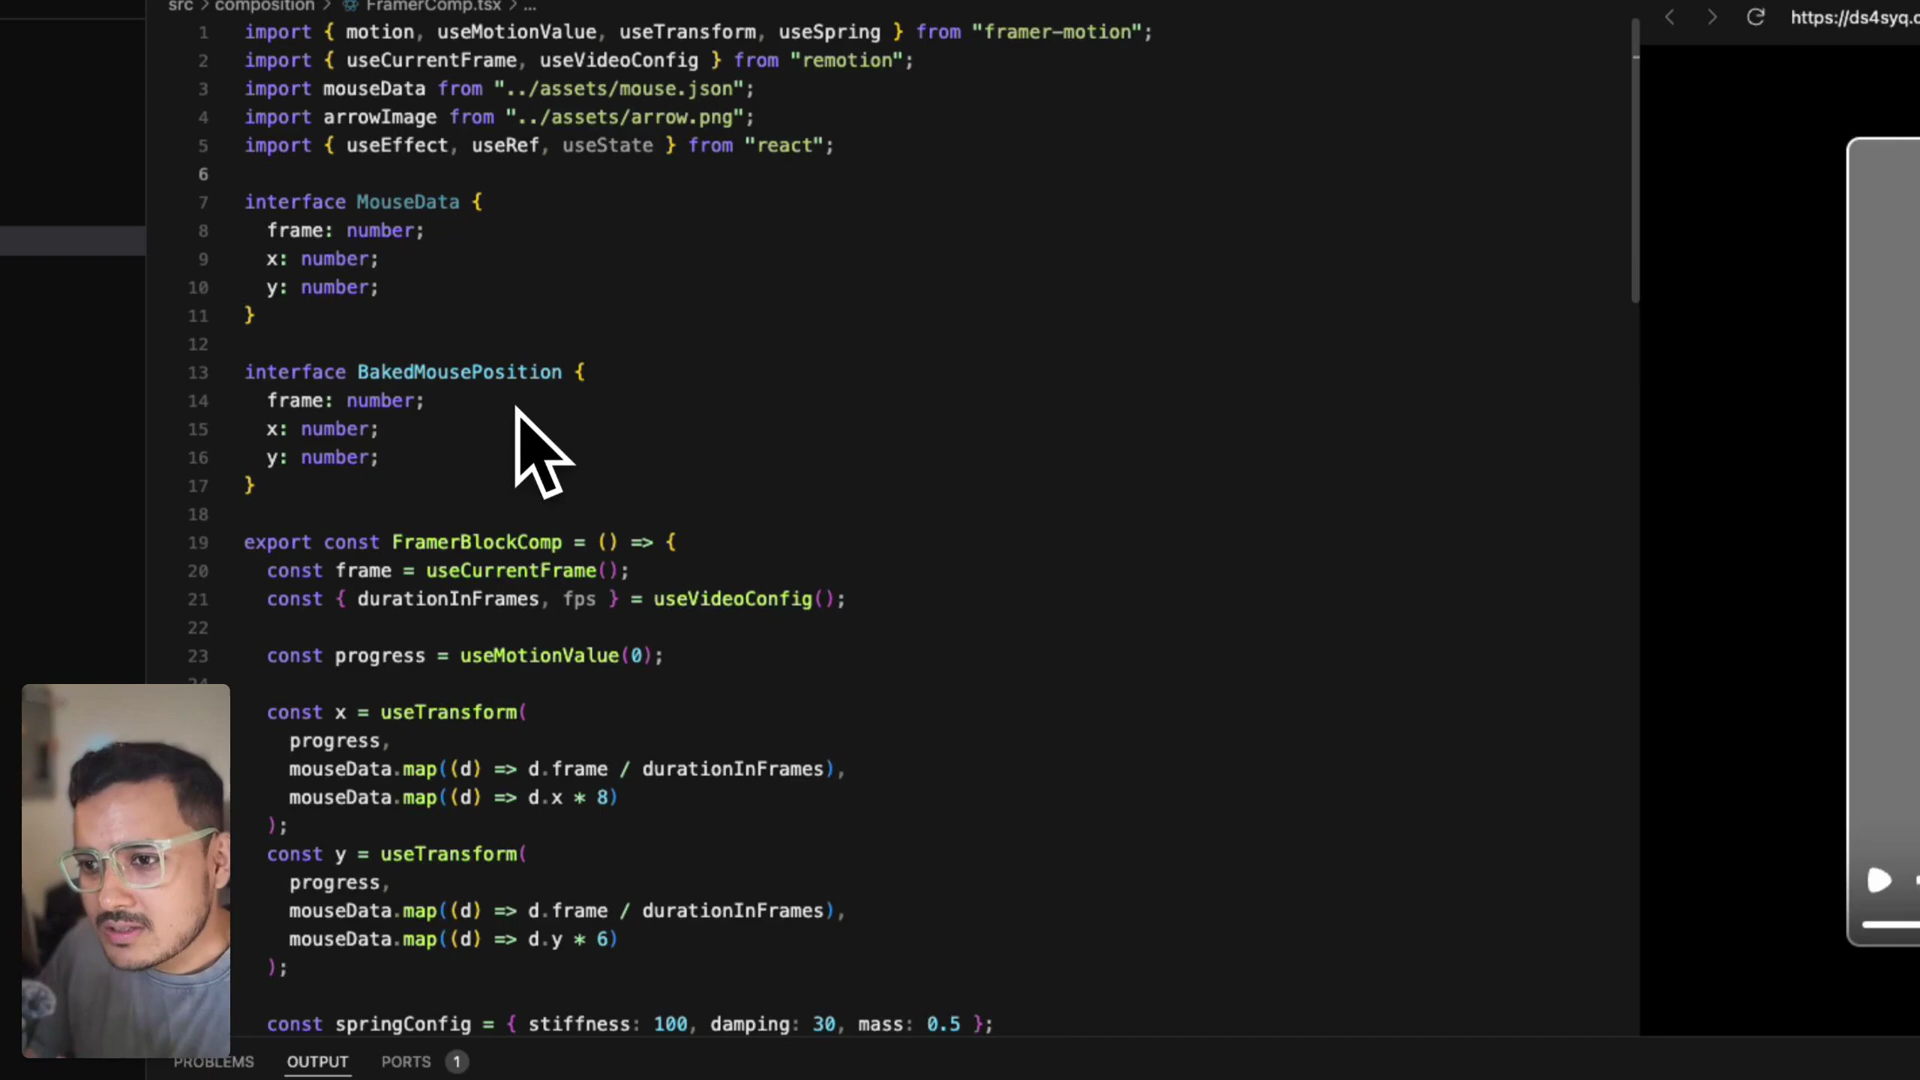 src > composition > FramerComp.tsx > ...
https://ds4syq.c
1 import { motion, useMotionValue, useTransform, useSpring } from "framer-motion";
2 import { useCurrentFrame, useVideoConfig } from "remotion";
3 import mouseData from "../assets/mouse.json";
4 import arrowImage from "../assets/arrow.png";
5 import { useEffect, useRef, useState } from "react";
6
7 interface MouseData {
8 frame: number;
9 x: number;
10 y: number;
11 }
12
13 interface BakedMousePosition {
14 frame: number;
15 x: number;
16 y: number;
17 }
18
19 export const FramerBlockComp = () => {
20 const frame = useCurrentFrame();
21 const { durationInFrames, fps } = useVideoConfig();
22
23 const progress = useMotionValue(0);
24
const x = useTransform(
progress,
mouseData.map((d) => d.frame / durationInFrames),
mouseData.map((d) => d.x * 8)
);
const y = useTransform(
progress,
mouseData.map((d) => d.frame / durationInFrames),
mouseData.map((d) => d.y * 6)
);
const springConfig = { stiffness: 100, damping: 30, mass: 0.5 };
PROBLEMS OUTPUT PORTS 1